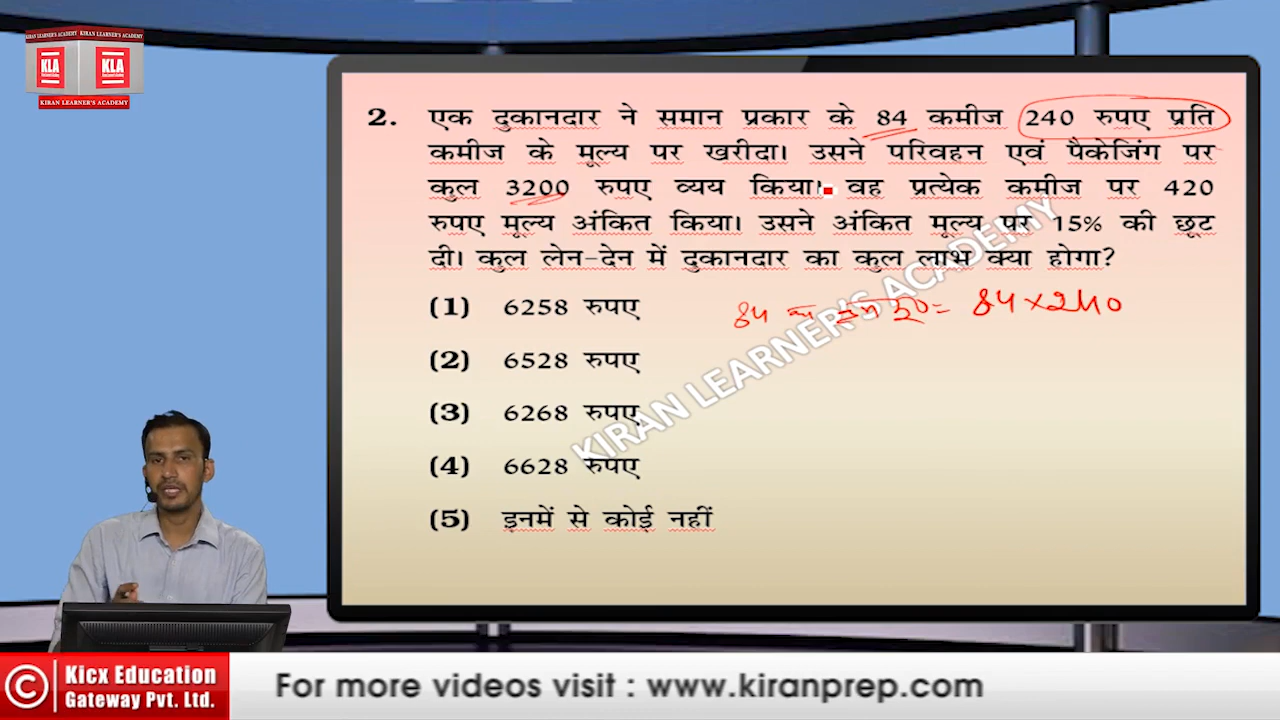 KIRAN LEARNER'S ACADEMY KIRAN LEARNER'S ACADEMY
KLA KLA
KIRAN LEARNER'S ACADEMY
2. एक दुकानदार ने समान प्रकार के 84 कमीज 240 रुपए प्रति
कमीज के मूल्य पर खरीदा। उसने परिवहन एवं पैकेजिंग पर
कुल 3200 रुपए व्यय किया। वह प्रत्येक कमीज पर 420
रुपए मूल्य अंकित किया। उसने अंकित मूल्य पर 15% की छूट
दी। कुल लेन-देन में दुकानदार का कुल लाभ क्या होगा?
(1) 6258 रुपए
84 = 84 × 240
(2) 6528 रुपए
(3) 6268 रुपए
(4) 6628 रुपए
(5) इनमें से कोई नहीं
KIRAN LEARNER'S ACADEMY
© Kicx Education
Gateway Pvt. Ltd.
For more videos visit : www.kiranprep.com